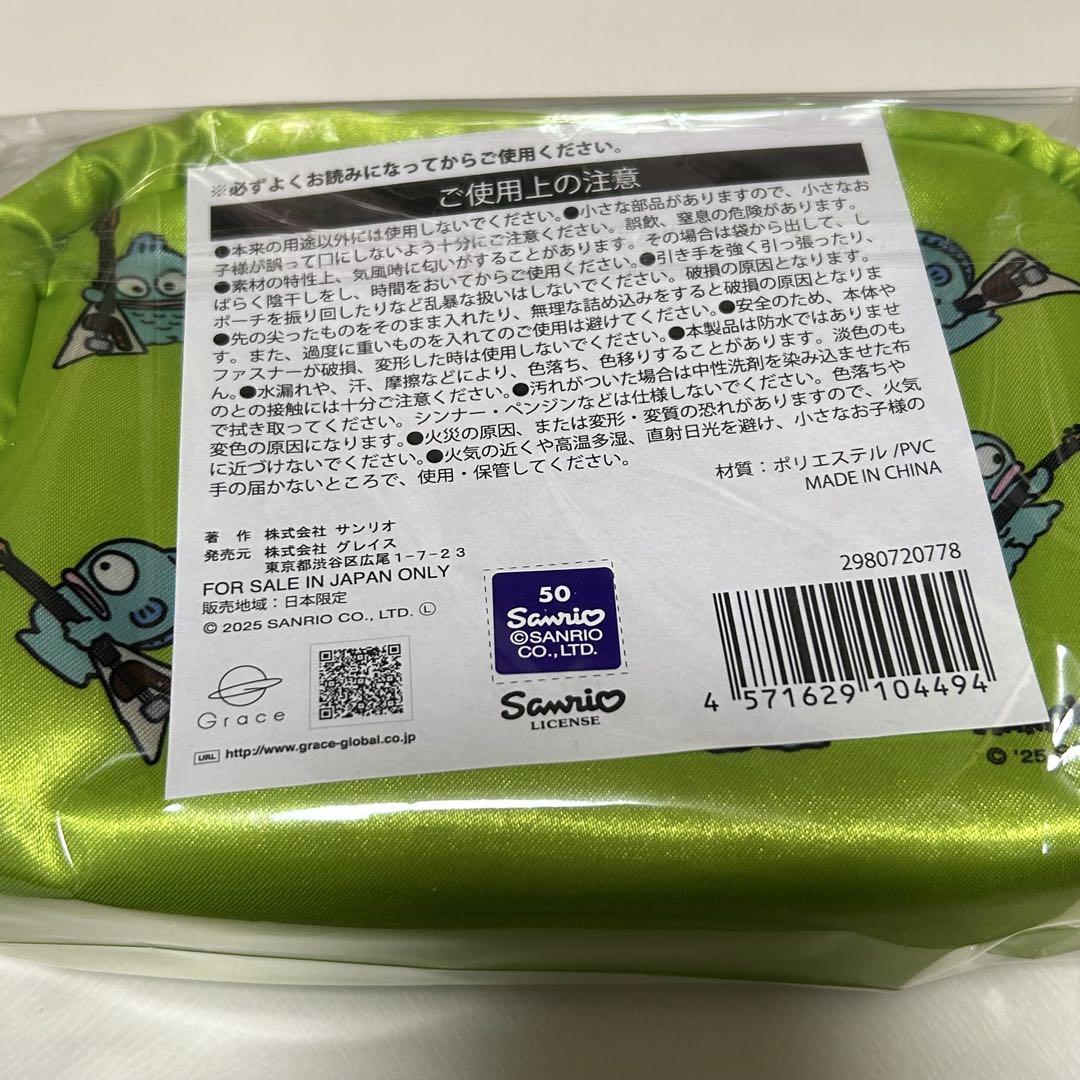 ※必ずよくお読みになってからご使用ください。
ご使用上の注意
●本来の用途以外には使用しないでください。●小さな部品がありますので、小さなお
子様が誤って口にしないよう十分にご注意ください。誤飲、窒息の危険があります。
●素材の特性上、気風時に匂いがすることがあります。その場合は袋から出して、し
ばらく陰干しをし、時間をおいてからご使用ください。●引き手を強く引っ張ったり、
ポーチを振り回したりなど乱暴な扱いはしないでください。破損の原因となります。
●先の尖ったものをそのまま入れたり、無理な詰め込みをすると破損の原因となりま
す。また、過度に重いものを入れてのご使用は避けてください。●安全のため、本体や
ファスナーが破損、変形した時は使用しないでください。●本製品は防水ではありませ
ん。●水漏れや、汗、摩擦などにより、色落ち、色移りすることがあります。淡色のも
のとの接触には十分ご注意ください。●汚れがついた場合は中性洗剤を染み込ませた布
で拭き取ってください。シンナー・ベンジンなどは仕様しないでください。色落ちや
変色の原因になります。●火災の原因、または変形・変質の恐れがありますので、火気
に近づけないでください。●火気の近くや高温多湿、直射日光を避け、小さなお子様の
手の届かないところで、使用・保管してください。
材質：ポリエステル /PVC
MADE IN CHINA
著 作 株式会社 サンリオ
発売元 株式会社 グレイス
東京都渋谷区広尾1-7-23
FOR SALE IN JAPAN ONLY
販売地域：日本限定
© 2025 SANRIO CO., LTD. Ⓛ
Grace
URL http://www.grace-global.co.jp
50
Sanrio
©SANRIO
CO.,LTD.
Sanrio
LICENSE
2980720778
4 571629 104494
© '25